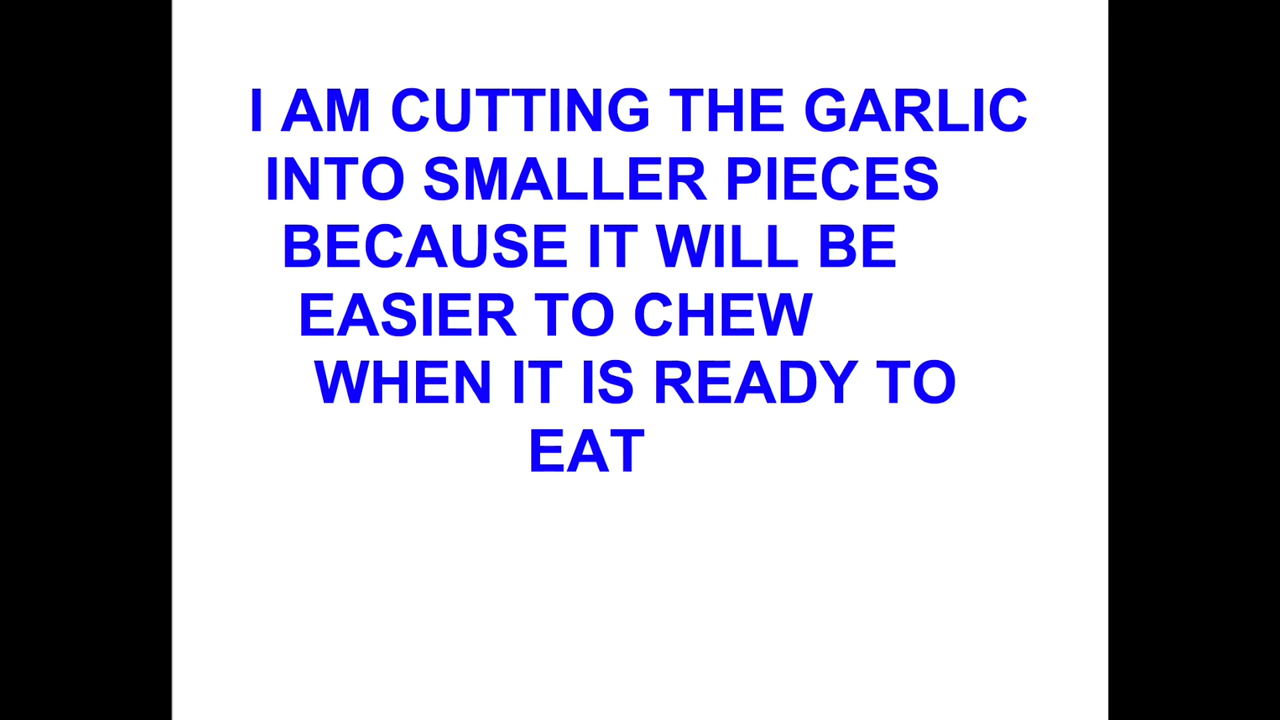 I AM CUTTING THE GARLIC
INTO SMALLER PIECES
BECAUSE IT WILL BE
EASIER TO CHEW
WHEN IT IS READY TO
EAT